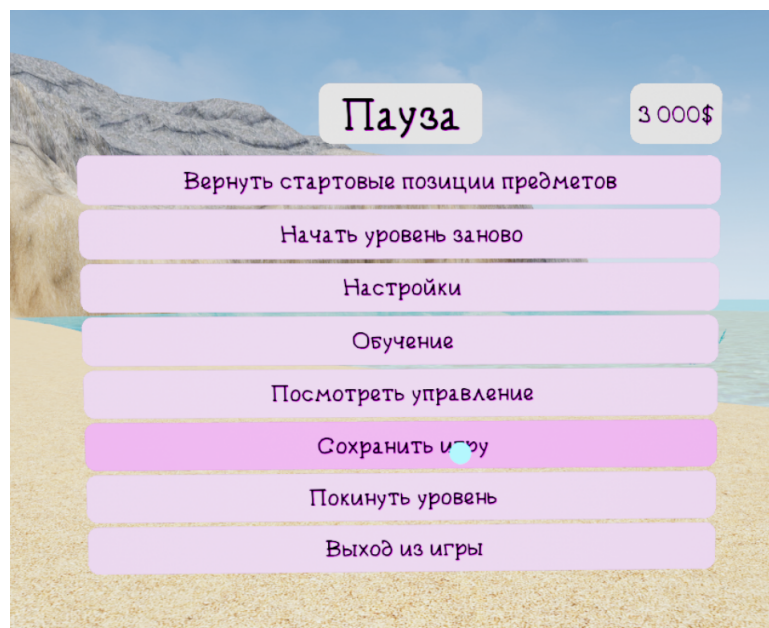 Пауза
3 000$
Вернуть стартовые позиции предметов
Начать уровень заново
Настройки
Обучение
Посмотреть управление
Сохранить игру
Покинуть уровень
Выход из игры